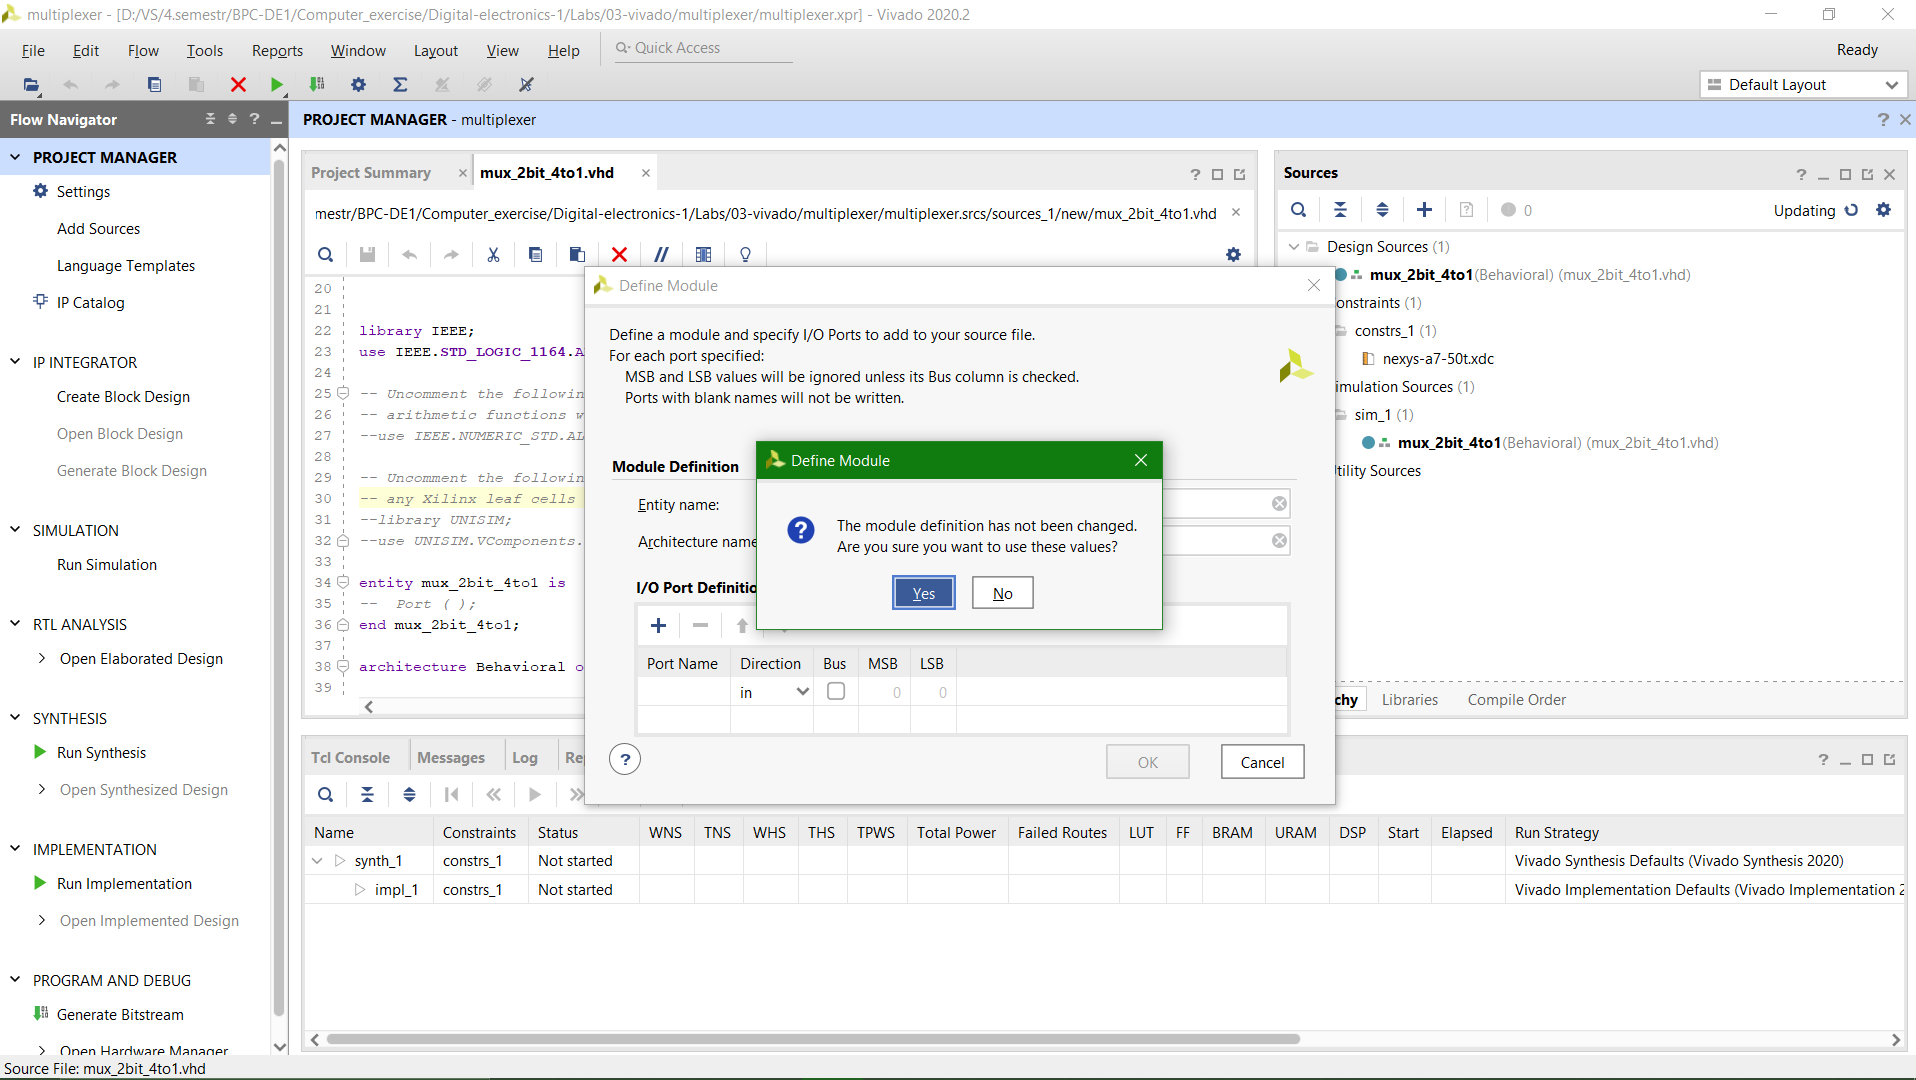 multiplexer - [D:/VS/4.semestr/BPC-DE1/Computer_exercise/Digital-electronics-1/Labs/03-vivado/multiplexer/multiplexer.xpr] - Vivado 2020.2
File Edit Flow Tools Reports Window Layout View Help Quick Access Ready
Default Layout
Flow Navigator
PROJECT MANAGER - multiplexer
PROJECT MANAGER
Settings
Add Sources
Language Templates
IP Catalog
IP INTEGRATOR
Create Block Design
Open Block Design
Generate Block Design
SIMULATION
Run Simulation
RTL ANALYSIS
Open Elaborated Design
SYNTHESIS
Run Synthesis
Open Synthesized Design
IMPLEMENTATION
Run Implementation
Open Implemented Design
PROGRAM AND DEBUG
Generate Bitstream
Open Hardware Manager
Project Summary mux_2bit_4to1.vhd
mestr/BPC-DE1/Computer_exercise/Digital-electronics-1/Labs/03-vivado/multiplexer/multiplexer.srcs/sources_1/new/mux_2bit_4to1.vhd
20
21
22 library IEEE;
23 use IEEE.STD_LOGIC_1164.A
24
25 -- Uncomment the followin
26 -- arithmetic functions w
27 --use IEEE.NUMERIC_STD.AL
28
29 -- Uncomment the followin
30 -- any Xilinx leaf cells
31 --library UNISIM;
32 --use UNISIM.VComponents.
33
34 entity mux_2bit_4to1 is
35 -- Port ( );
36 end mux_2bit_4to1;
37
38 architecture Behavioral o
39
Define Module
Define a module and specify I/O Ports to add to your source file.
For each port specified:
MSB and LSB values will be ignored unless its Bus column is checked.
Ports with blank names will not be written.
Module Definition
Entity name:
Architecture name
I/O Port Definitio
Port Name Direction Bus MSB LSB
in 0 0
OK Cancel
Define Module
The module definition has not been changed.
Are you sure you want to use these values?
Yes No
Sources
0 Updating
Design Sources (1)
mux_2bit_4to1(Behavioral) (mux_2bit_4to1.vhd)
onstraints (1)
constrs_1 (1)
nexys-a7-50t.xdc
imulation Sources (1)
sim_1 (1)
mux_2bit_4to1(Behavioral) (mux_2bit_4to1.vhd)
tility Sources
chy Libraries Compile Order
Tcl Console Messages Log Re
Name Constraints Status WNS TNS WHS THS TPWS Total Power Failed Routes LUT FF BRAM URAM DSP Start Elapsed Run Strategy
synth_1 constrs_1 Not started Vivado Synthesis Defaults (Vivado Synthesis 2020)
impl_1 constrs_1 Not started Vivado Implementation Defaults (Vivado Implementation 2
Source File: mux_2bit_4to1.vhd